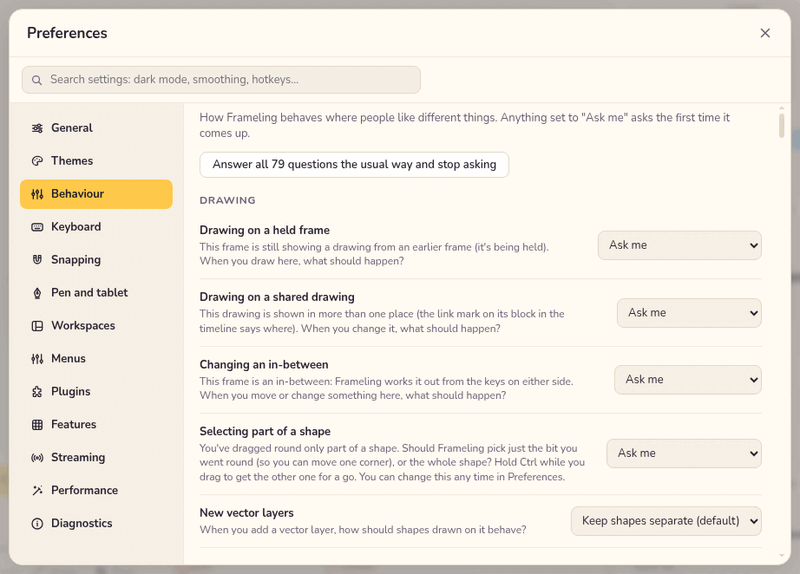 Preferences
Search settings: dark mode, smoothing, hotkeys...
General
Themes
Behaviour
Keyboard
Snapping
Pen and tablet
Workspaces
Menus
Plugins
Features
Streaming
Performance
Diagnostics
How Frameling behaves where people like different things. Anything set to "Ask me" asks the first time it
comes up.
Answer all 79 questions the usual way and stop asking
DRAWING
Drawing on a held frame
This frame is still showing a drawing from an earlier frame (it's being held).
When you draw here, what should happen?
Ask me
Drawing on a shared drawing
This drawing is shown in more than one place (the link mark on its block in the
timeline says where). When you change it, what should happen?
Ask me
Changing an in-between
This frame is an in-between: Frameling works it out from the keys on either side.
When you move or change something here, what should happen?
Ask me
Selecting part of a shape
You've dragged round only part of a shape. Should Frameling pick just the bit you
went round (so you can move one corner), or the whole shape? Hold Ctrl while you
drag to get the other one for a go. You can change this any time in Preferences.
Ask me
New vector layers
When you add a vector layer, how should shapes drawn on it behave?
Keep shapes separate (default)